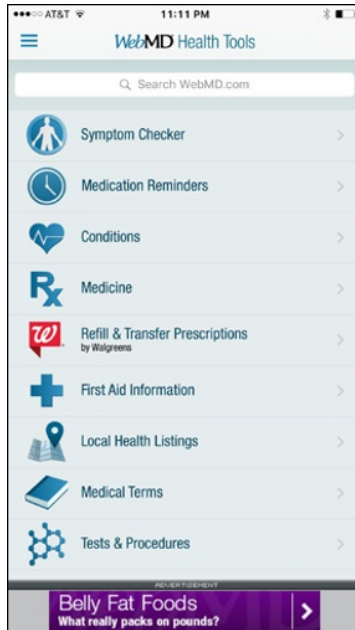 AT&T 11:11 PM
WebMD Health Tools
Search WebMD.com
Symptom Checker
Medication Reminders
Conditions
Rx Medicine
W Refill & Transfer Prescriptions
by Walgreens
First Aid Information
Local Health Listings
Medical Terms
Tests & Procedures
ADVERTISEMENT
Belly Fat Foods
What really packs on pounds?